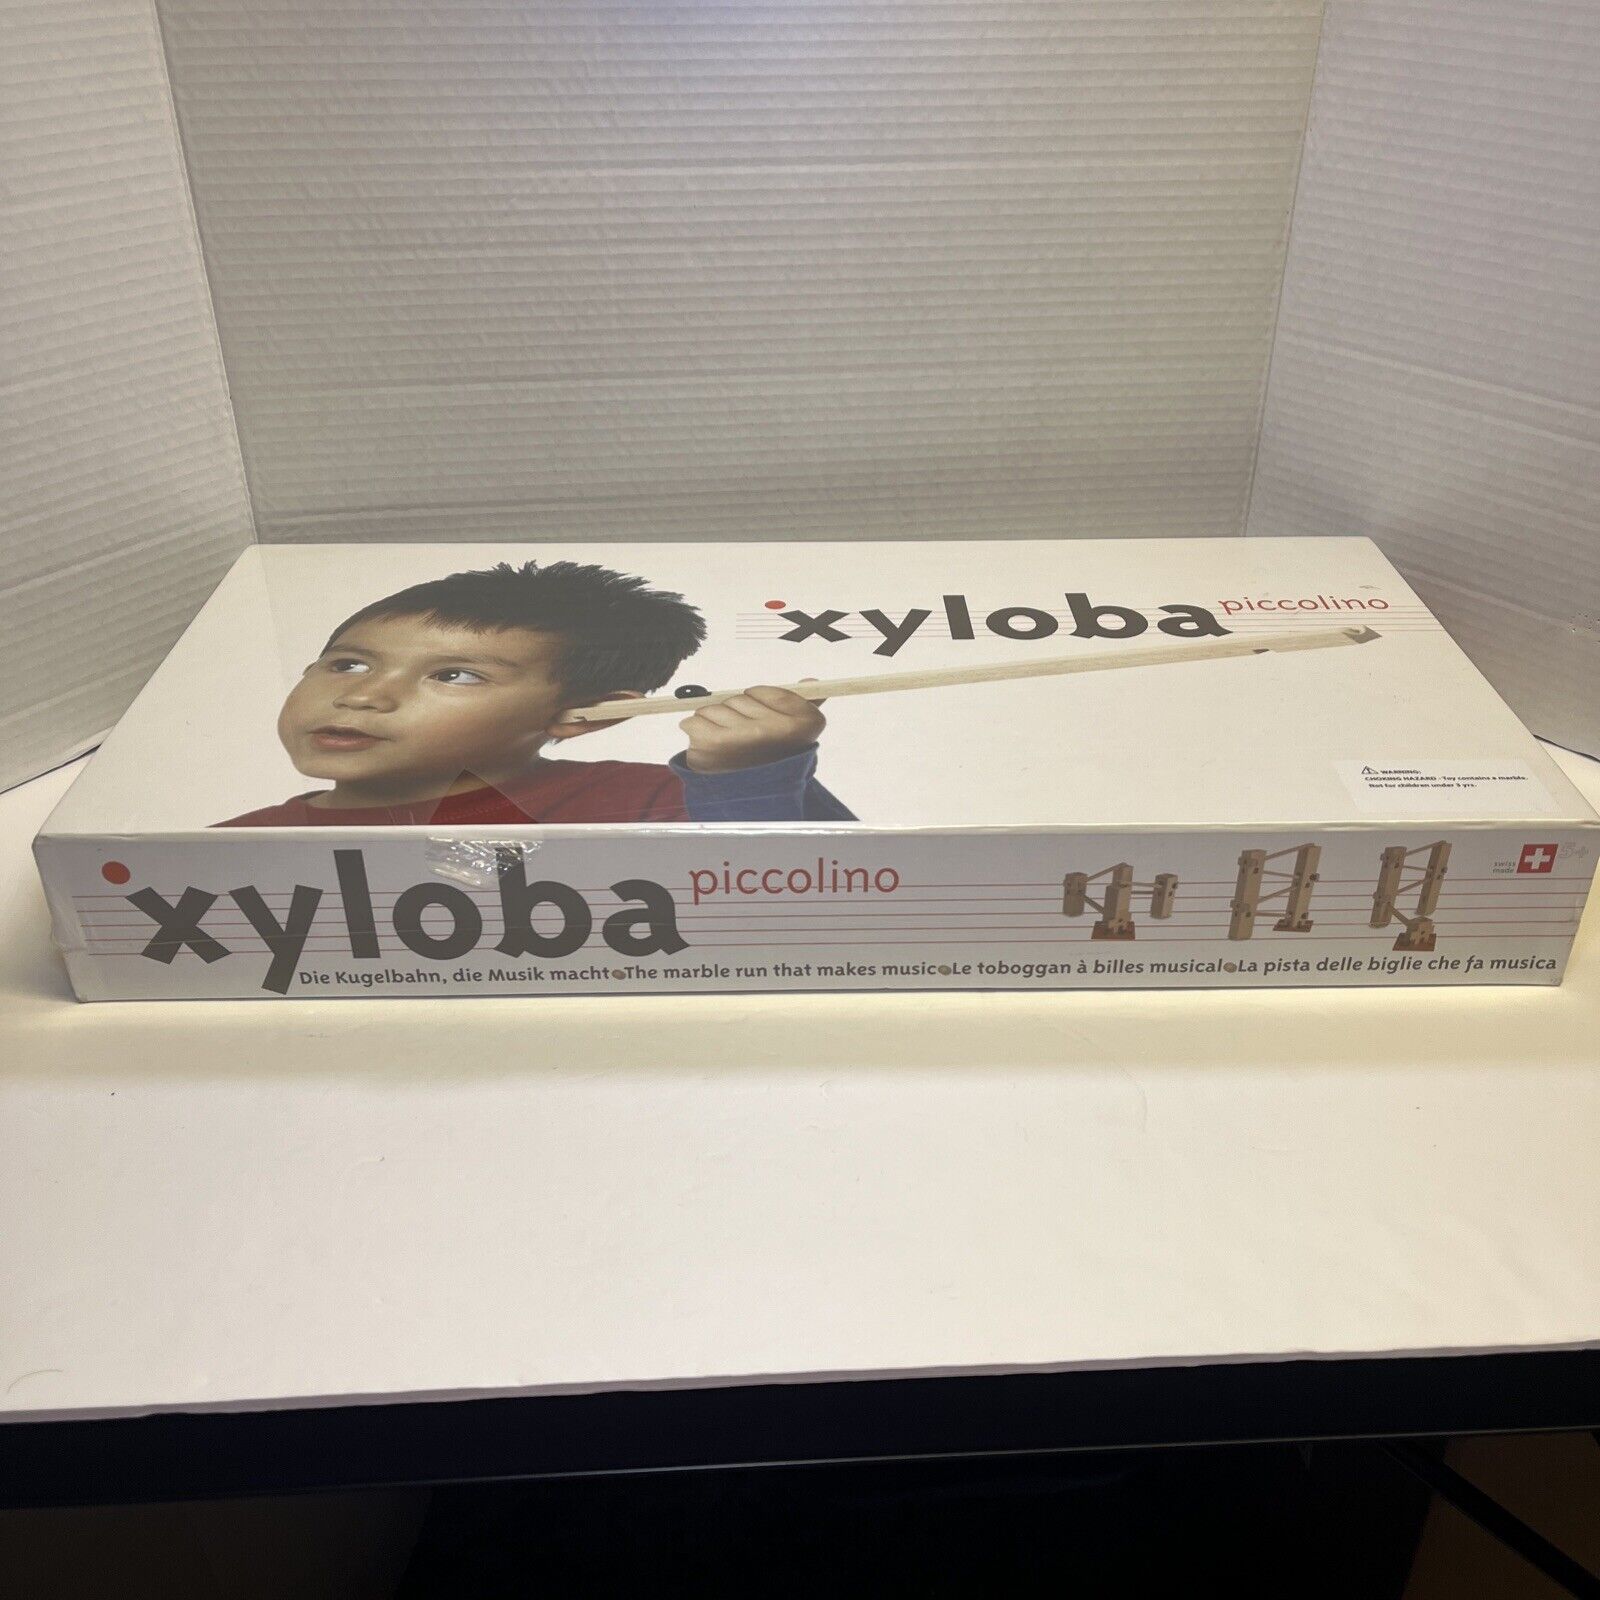 xyloba piccolino
WARNING:
CHOKING HAZARD - Toy contains a marble.
Not for children under 3 yrs.
xyloba piccolino
swiss
made
5+
Die Kugelbahn, die Musik macht●The marble run that makes music●Le toboggan à billes musical●La pista delle biglie che fa musica